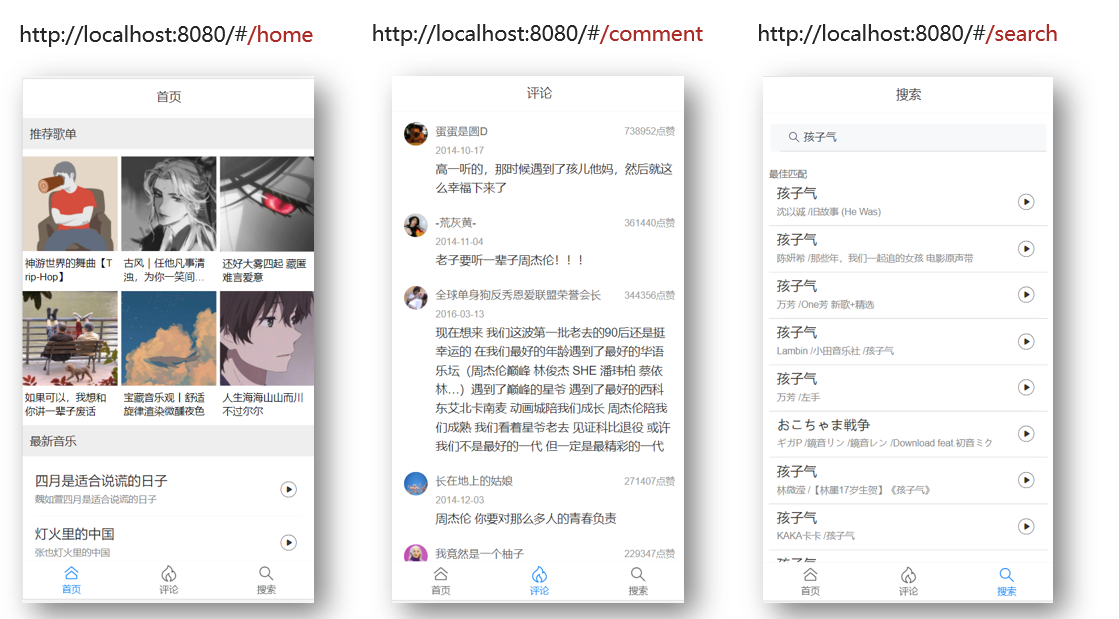 http://localhost:8080/#/home
首页
推荐歌单
神游世界的舞曲【T
rip-Hop】
古风｜任他凡事清
浊，为你一笑间…
还好大雾四起 藏匿
难言爱意
如果可以，我想和
你讲一辈子废话
宝藏音乐观丨舒适
旋律渲染微醺夜色
人生海海山山而川
不过尔尔
最新音乐
四月是适合说谎的日子
魏如萱四月是适合说谎的日子
灯火里的中国
张也灯火里的中国
首页
评论
搜索
http://localhost:8080/#/comment
评论
蛋蛋是圆D
738952点赞
2014-10-17
高一听的，那时候遇到了孩儿他妈，然后就这
么幸福下来了
-荒灰黄-
361440点赞
2014-11-04
老子要听一辈子周杰伦！！！
全球单身狗反秀恩爱联盟荣誉会长
344356点赞
2016-03-13
现在想来 我们这波第一批老去的90后还是挺
幸运的 在我们最好的年龄遇到了最好的华语
乐坛（周杰伦巅峰 林俊杰 SHE 潘玮柏 蔡依
林…）遇到了巅峰的星爷 遇到了最好的西科
东艾北卡南麦 动画城陪我们成长 周杰伦陪我
们成熟 我们看着星爷老去 见证科比退役 或许
我们不是最好的一代 但一定是最精彩的一代
长在地上的姑娘
271407点赞
2014-12-03
周杰伦 你要对那么多人的青春负责
我竟然是一个柚子
229347点赞
首页
评论
搜索
http://localhost:8080/#/search
搜索
孩子气
最佳匹配
孩子气
沈以诚 /旧故事 (He Was)
孩子气
陈妍希 /那些年，我们一起追的女孩 电影原声带
孩子气
万芳 /One芳 新歌+精选
孩子气
Lambin /小田音乐社 /孩子气
孩子气
万芳 /左手
おこちゃま戦争
ギガP /鏡音リン /鏡音レン /Download feat.初音ミク
孩子气
林微滢 /【林滢17岁生贺】《孩子气》
孩子气
KAKA卡卡 /孩子气
孩子气
首页
评论
搜索